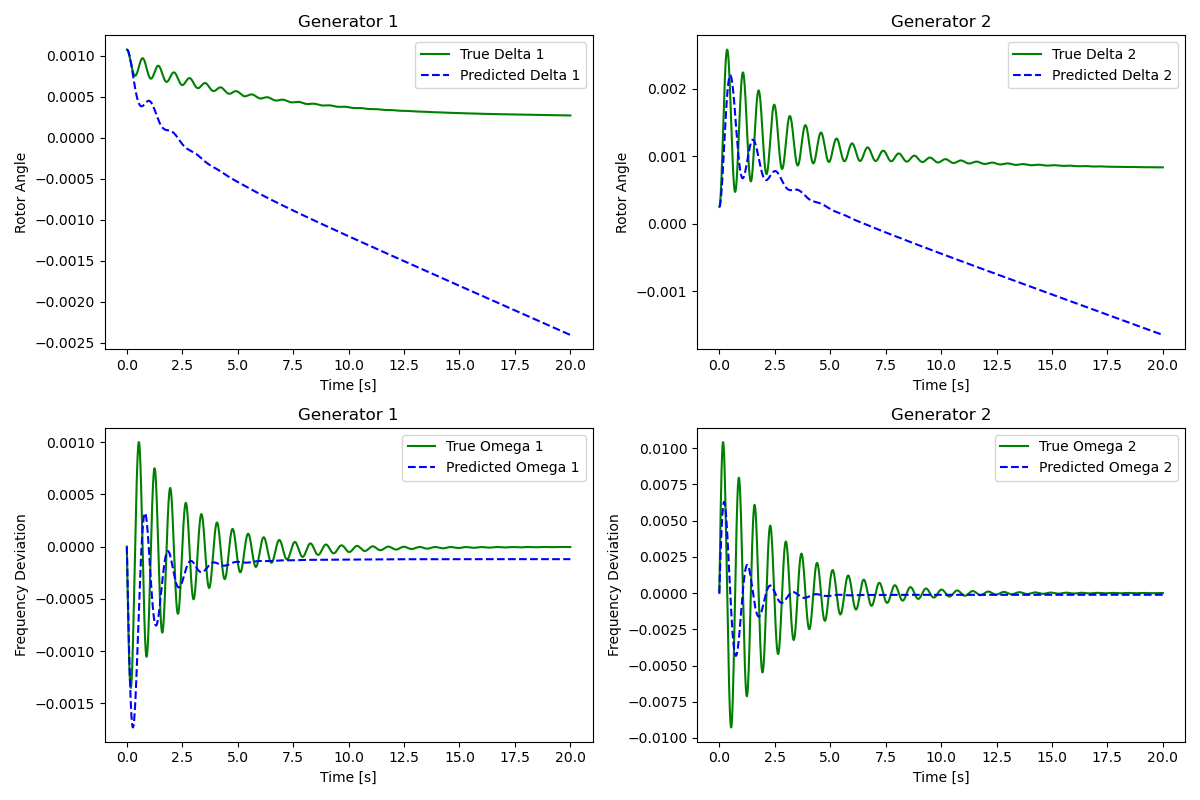 Generator 1
True Delta 1
Predicted Delta 1
0.0010
0.0005
0.0000
−0.0005
−0.0010
−0.0015
−0.0020
−0.0025
Rotor Angle
0.0 2.5 5.0 7.5 10.0 12.5 15.0 17.5 20.0
Time [s]
Generator 2
True Delta 2
Predicted Delta 2
0.002
0.001
0.000
−0.001
Rotor Angle
0.0 2.5 5.0 7.5 10.0 12.5 15.0 17.5 20.0
Time [s]
Generator 1
True Omega 1
Predicted Omega 1
0.0010
0.0005
0.0000
−0.0005
−0.0010
−0.0015
Frequency Deviation
0.0 2.5 5.0 7.5 10.0 12.5 15.0 17.5 20.0
Time [s]
Generator 2
True Omega 2
Predicted Omega 2
0.0100
0.0075
0.0050
0.0025
0.0000
−0.0025
−0.0050
−0.0075
−0.0100
Frequency Deviation
0.0 2.5 5.0 7.5 10.0 12.5 15.0 17.5 20.0
Time [s]